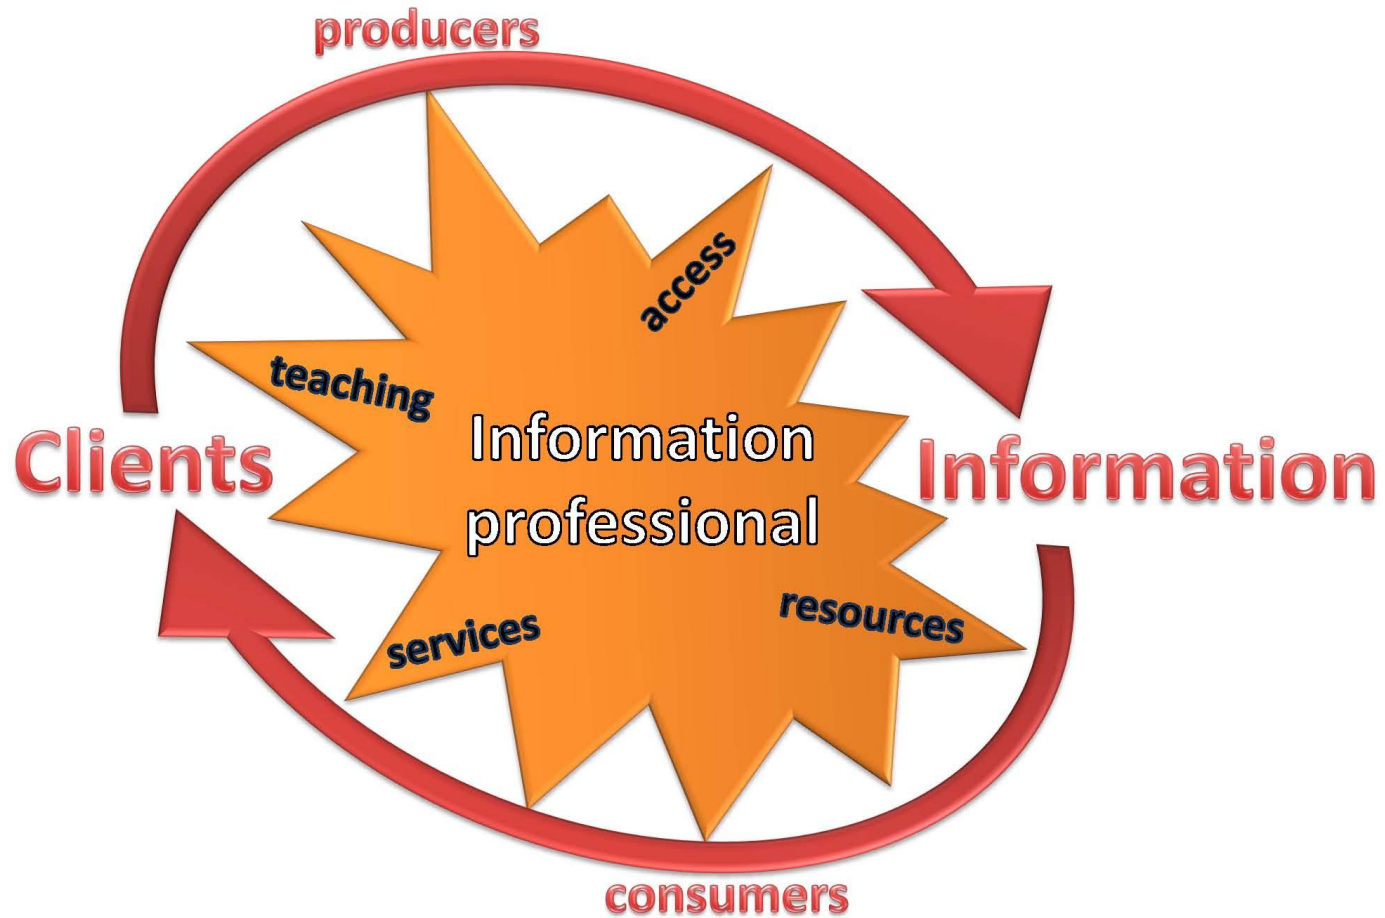 producers
access
teaching
Information
professional
Clients
Information
services
resources
consumers